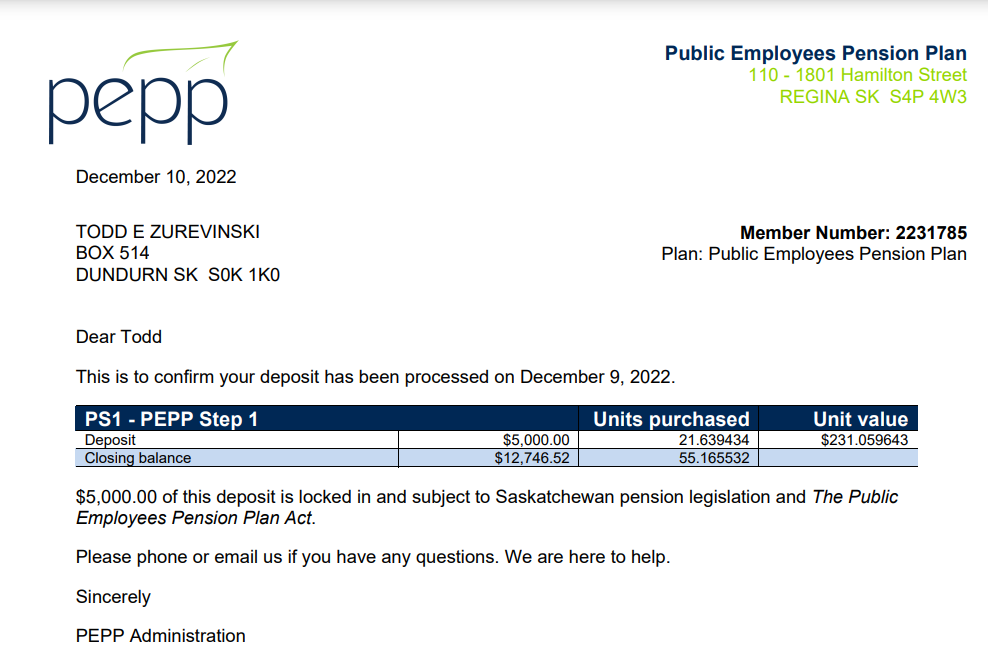 pepp
Public Employees Pension Plan
110 - 1801 Hamilton Street
REGINA SK  S4P 4W3
December 10, 2022
TODD E ZUREVINSKI
BOX 514
DUNDURN SK  S0K 1K0
Member Number: 2231785
Plan: Public Employees Pension Plan
Dear Todd
This is to confirm your deposit has been processed on December 9, 2022.
PS1 - PEPP Step 1 Units purchased Unit value
Deposit $5,000.00 21.639434 $231.059643
Closing balance $12,746.52 55.165532
$5,000.00 of this deposit is locked in and subject to Saskatchewan pension legislation and The Public
Employees Pension Plan Act.
Please phone or email us if you have any questions. We are here to help.
Sincerely
PEPP Administration